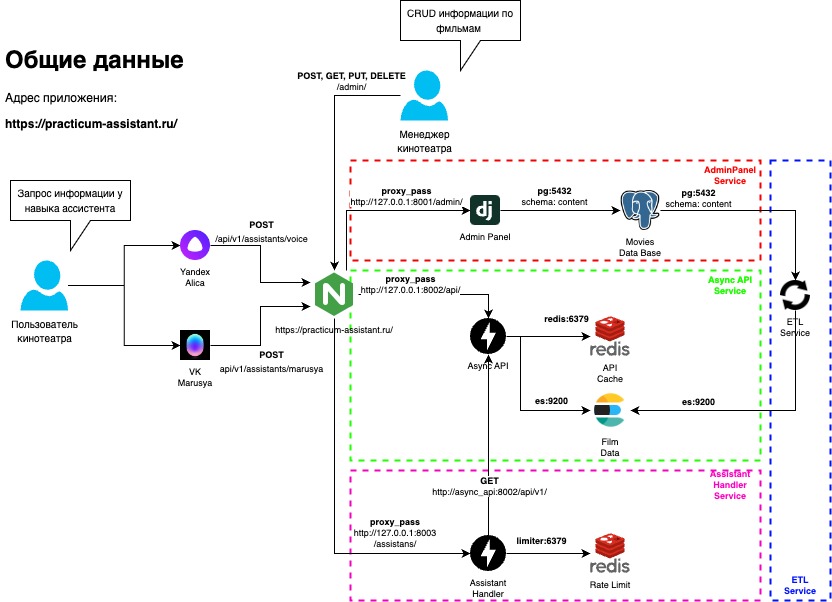 CRUD информации по
фмльмам
Общие данные
Адрес приложения:
https://practicum-assistant.ru/
POST, GET, PUT, DELETE
/admin/
Менеджер
кинотеатра
Запрос информации у
навыка ассистента
POST
/api/v1/assistants/voice
Yandex
Alica
Пользователь
кинотеатра
VK
Marusya
POST
api/v1/assistants/marusya
N
https://practicum-assistant.ru/
AdminPanel
Service
proxy_pass
http://127.0.0.1:8001/admin/
dj
Admin Panel
pg:5432
schema: content
Movies
Data Base
pg:5432
schema: content
Async API
Service
proxy_pass
http://127.0.0.1:8002/api/
Async API
redis:6379
redis
API
Cache
es:9200
Film
Data
es:9200
ETL
Service
Assistant
Handler
Service
GET
http://async_api:8002/api/v1/
proxy_pass
http://127.0.0.1:8003
/assistans/
Assistant
Handler
limiter:6379
redis
Rate Limit
ETL
Service